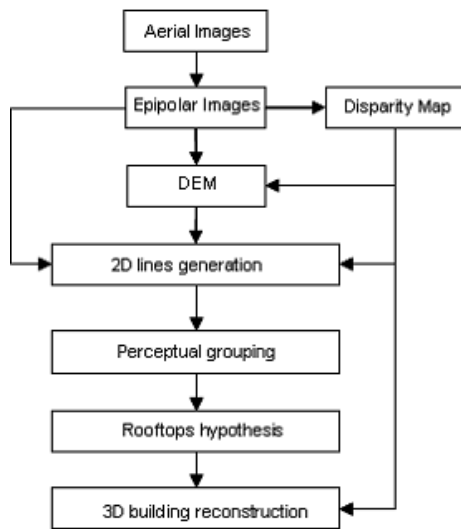 Aerial Images
Epipolar Images
Disparity Map
DEM
2D lines generation
Perceptual grouping
Rooftops hypothesis
3D building reconstruction